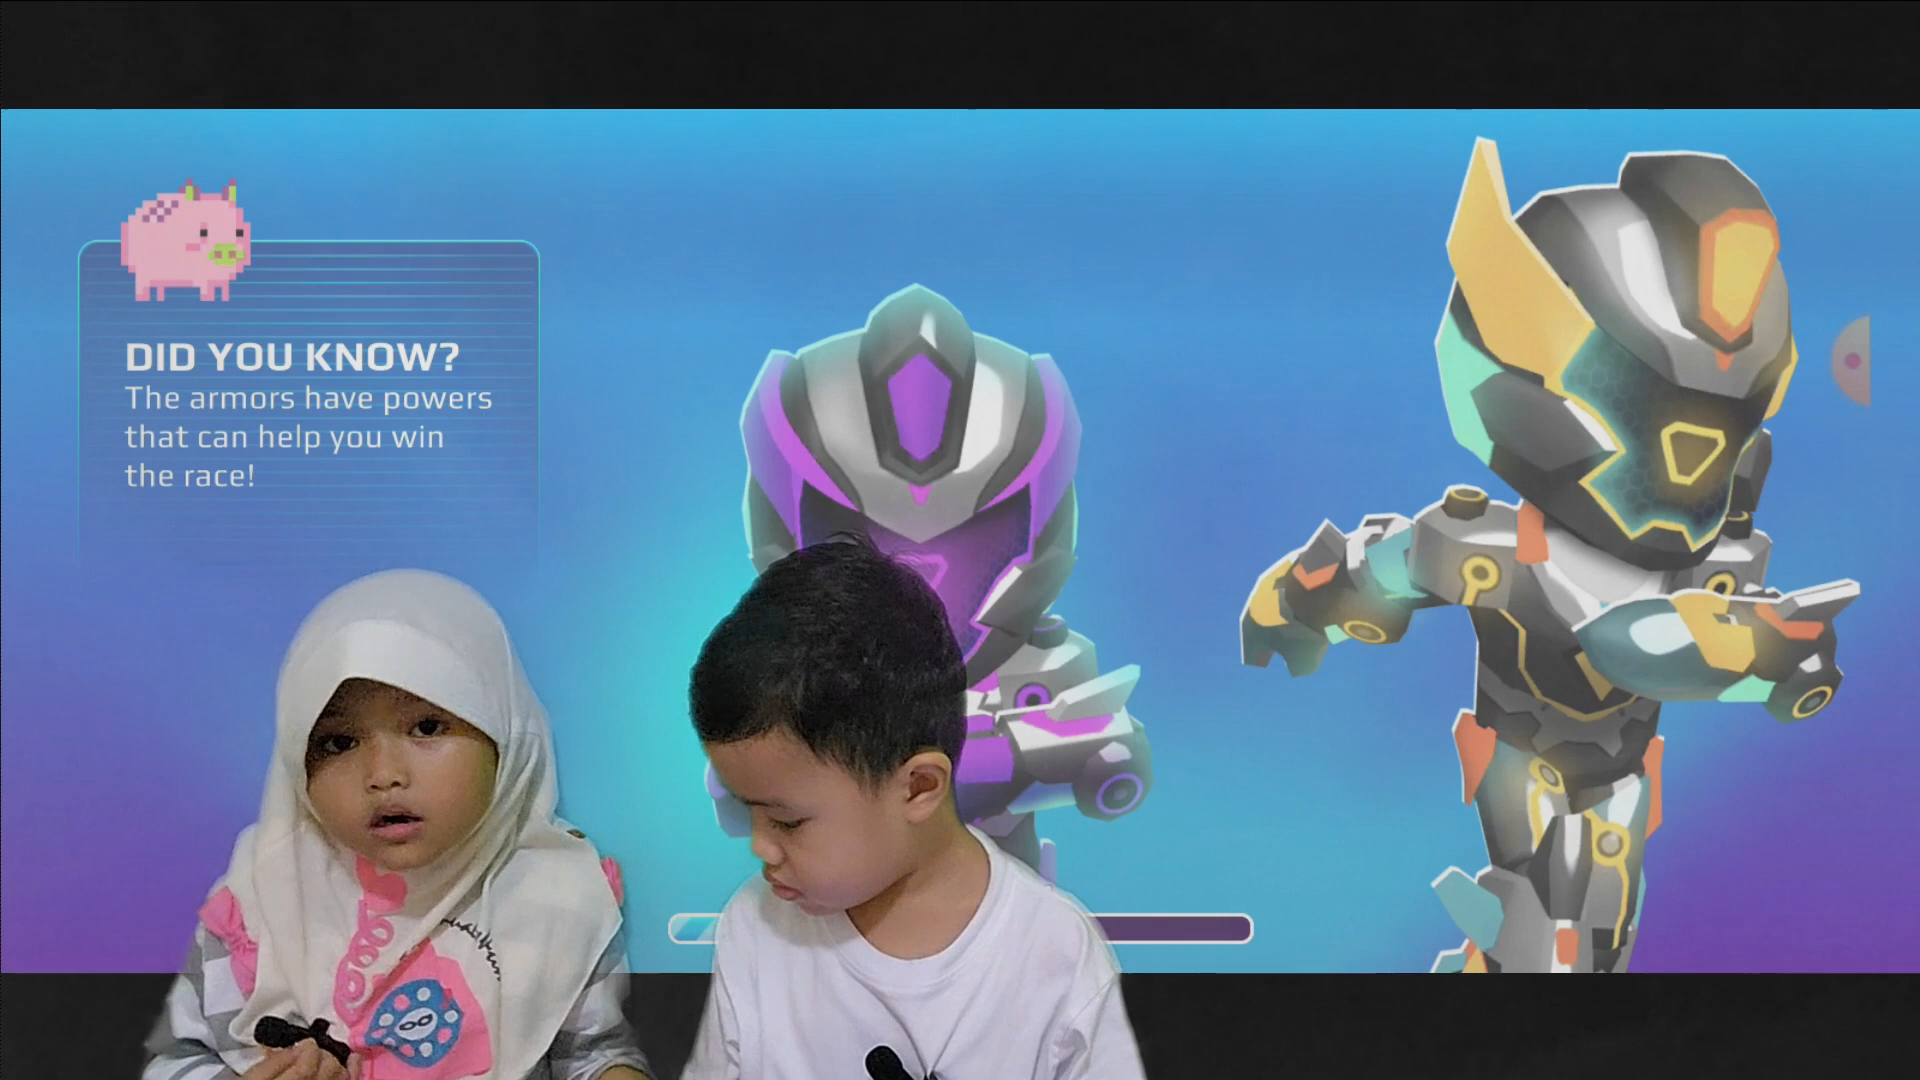 DID YOU KNOW?
The armors have powers
that can help you win
the race!